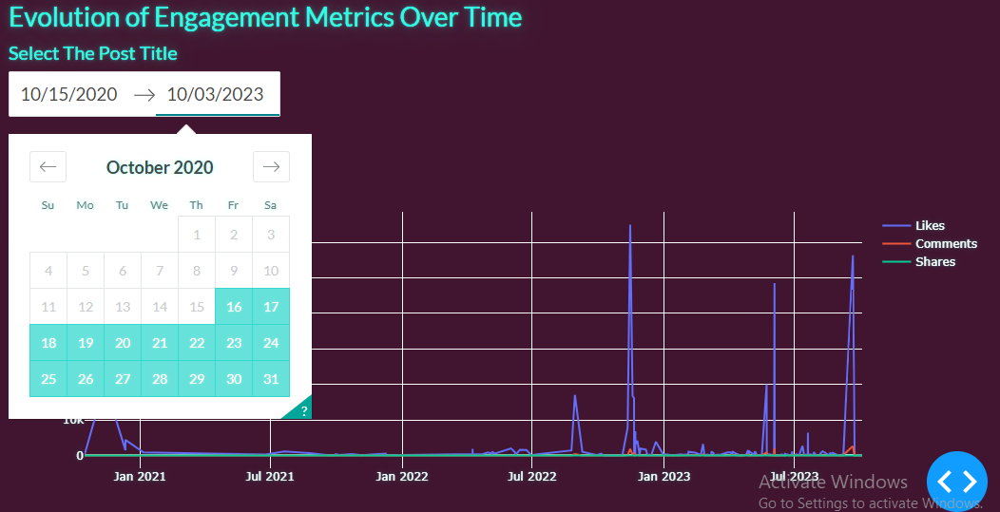 Evolution of Engagement Metrics Over Time
Select The Post Title
10/15/2020 → 10/03/2023
← October 2020 →
Su Mo Tu We Th Fr Sa
1 2 3
4 5 6 7 8 9 10
11 12 13 14 15 16 17
18 19 20 21 22 23 24
25 26 27 28 29 30 31
?
Likes
Comments
Shares
10k
0
Jan 2021 Jul 2021 Jan 2022 Jul 2022 Jan 2023 Jul 2023
Activate Windows
Go to Settings to activate Windows.